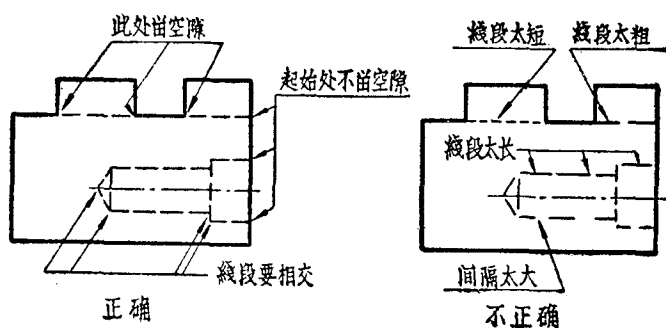 此处留空隙
起始处不留空隙
线段要相交
正确
线段太短
线段太粗
线段太长
间隔太大
不正确